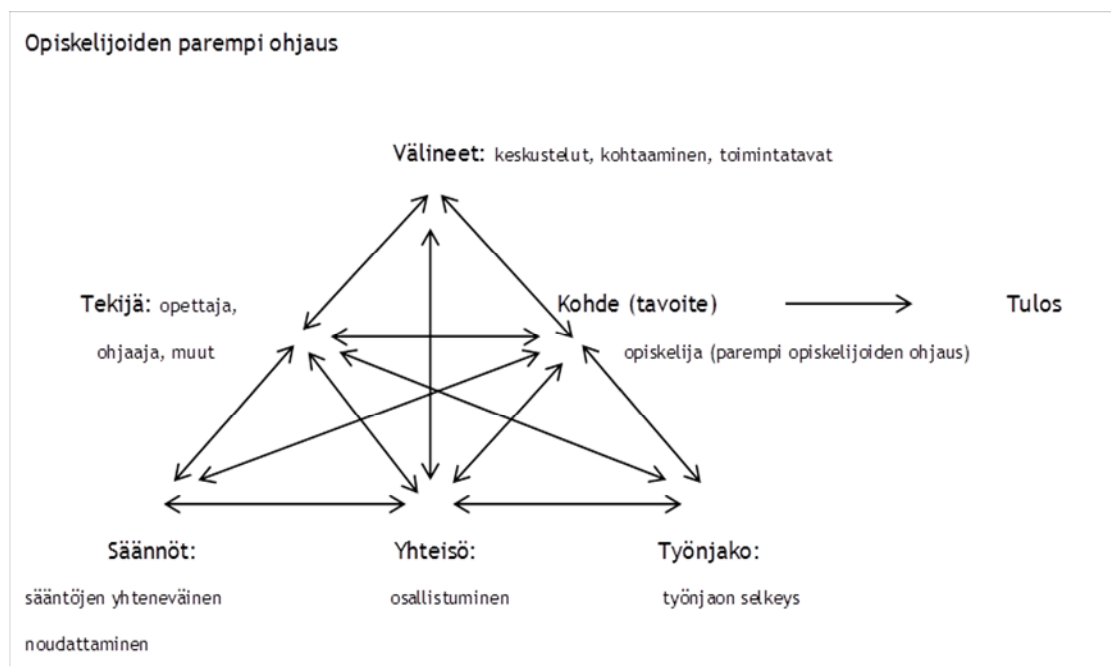 Opiskelijoiden parempi ohjaus
Välineet: keskustelut, kohtaaminen, toimintatavat
Tekijä: opettaja,
ohjaaja, muut
Kohde (tavoite)
opiskelija (parempi opiskelijoiden ohjaus)
Tulos
Säännöt:
sääntöjen yhteneväinen
noudattaminen
Yhteisö:
osallistuminen
Työnjako:
työnjaon selkeys